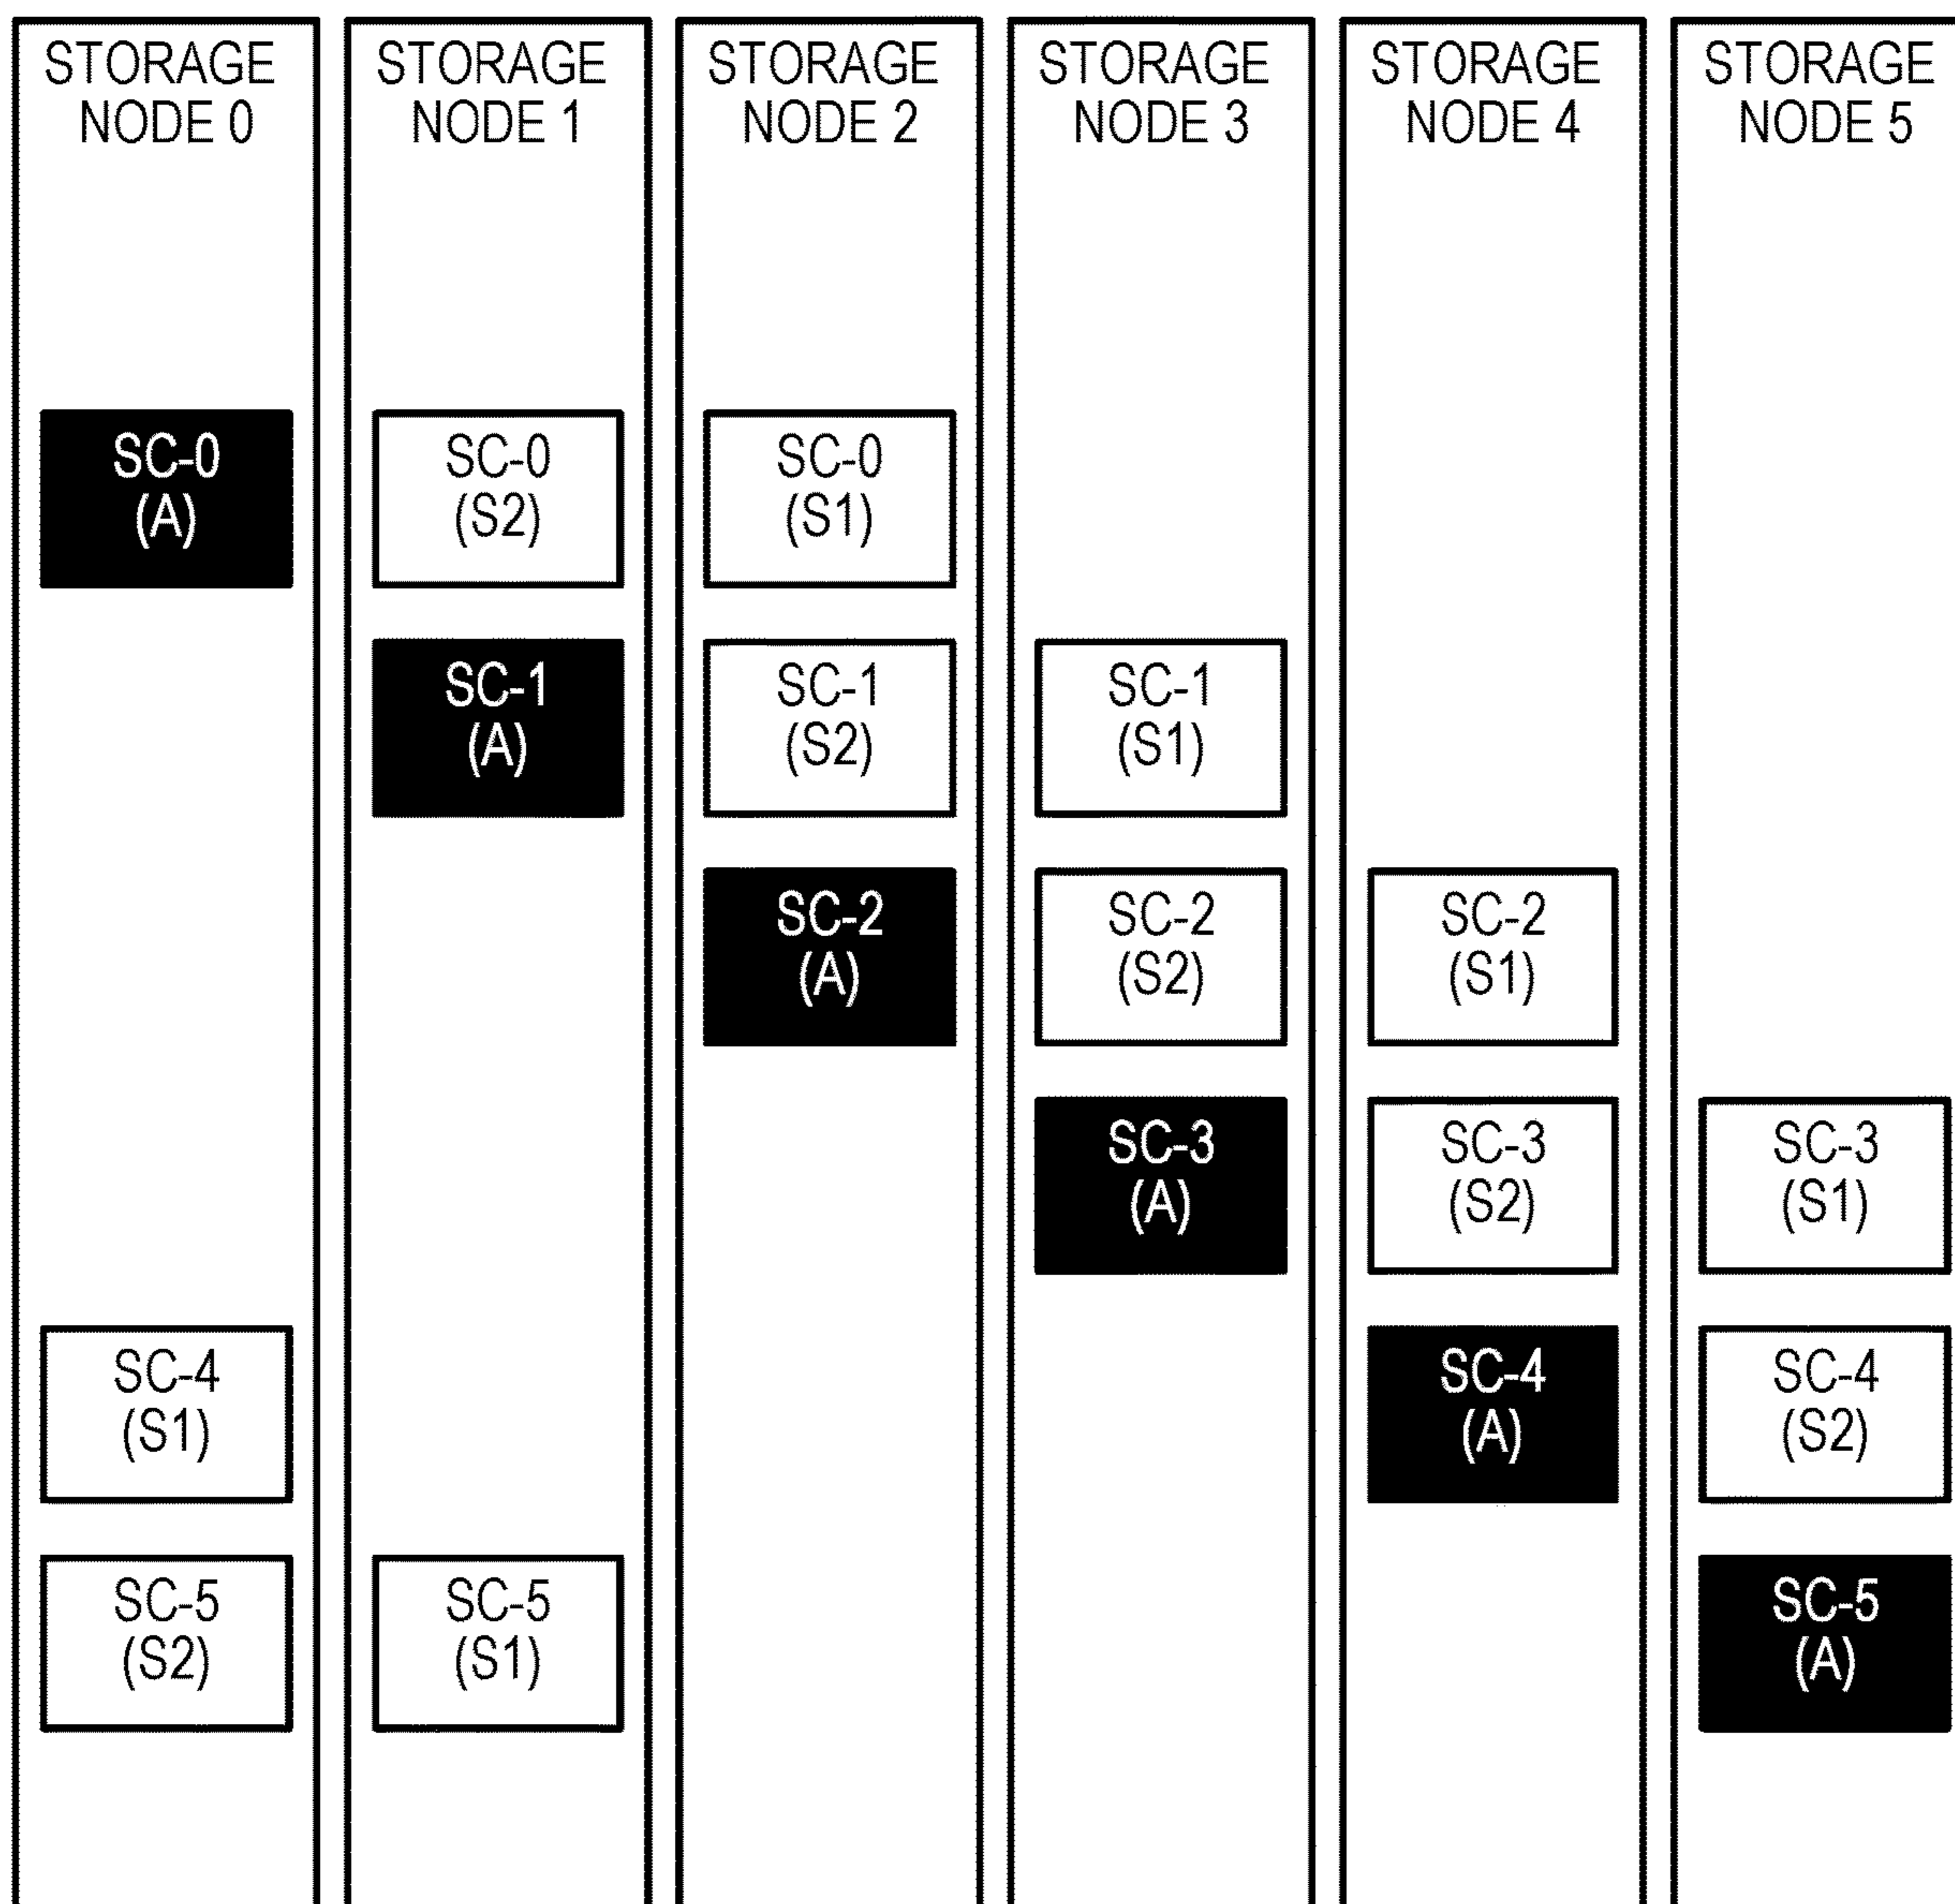 STORAGE
NODE 0
STORAGE
NODE 1
STORAGE
NODE 2
STORAGE
NODE 3
STORAGE
NODE 4
STORAGE
NODE 5
SC-0
(A)
SC-0
(S2)
SC-0
(S1)
SC-1
(A)
SC-1
(S2)
SC-1
(S1)
SC-2
(A)
SC-2
(S2)
SC-2
(S1)
SC-3
(A)
SC-3
(S2)
SC-3
(S1)
SC-4
(S1)
SC-4
(A)
SC-4
(S2)
SC-5
(S2)
SC-5
(S1)
SC-5
(A)